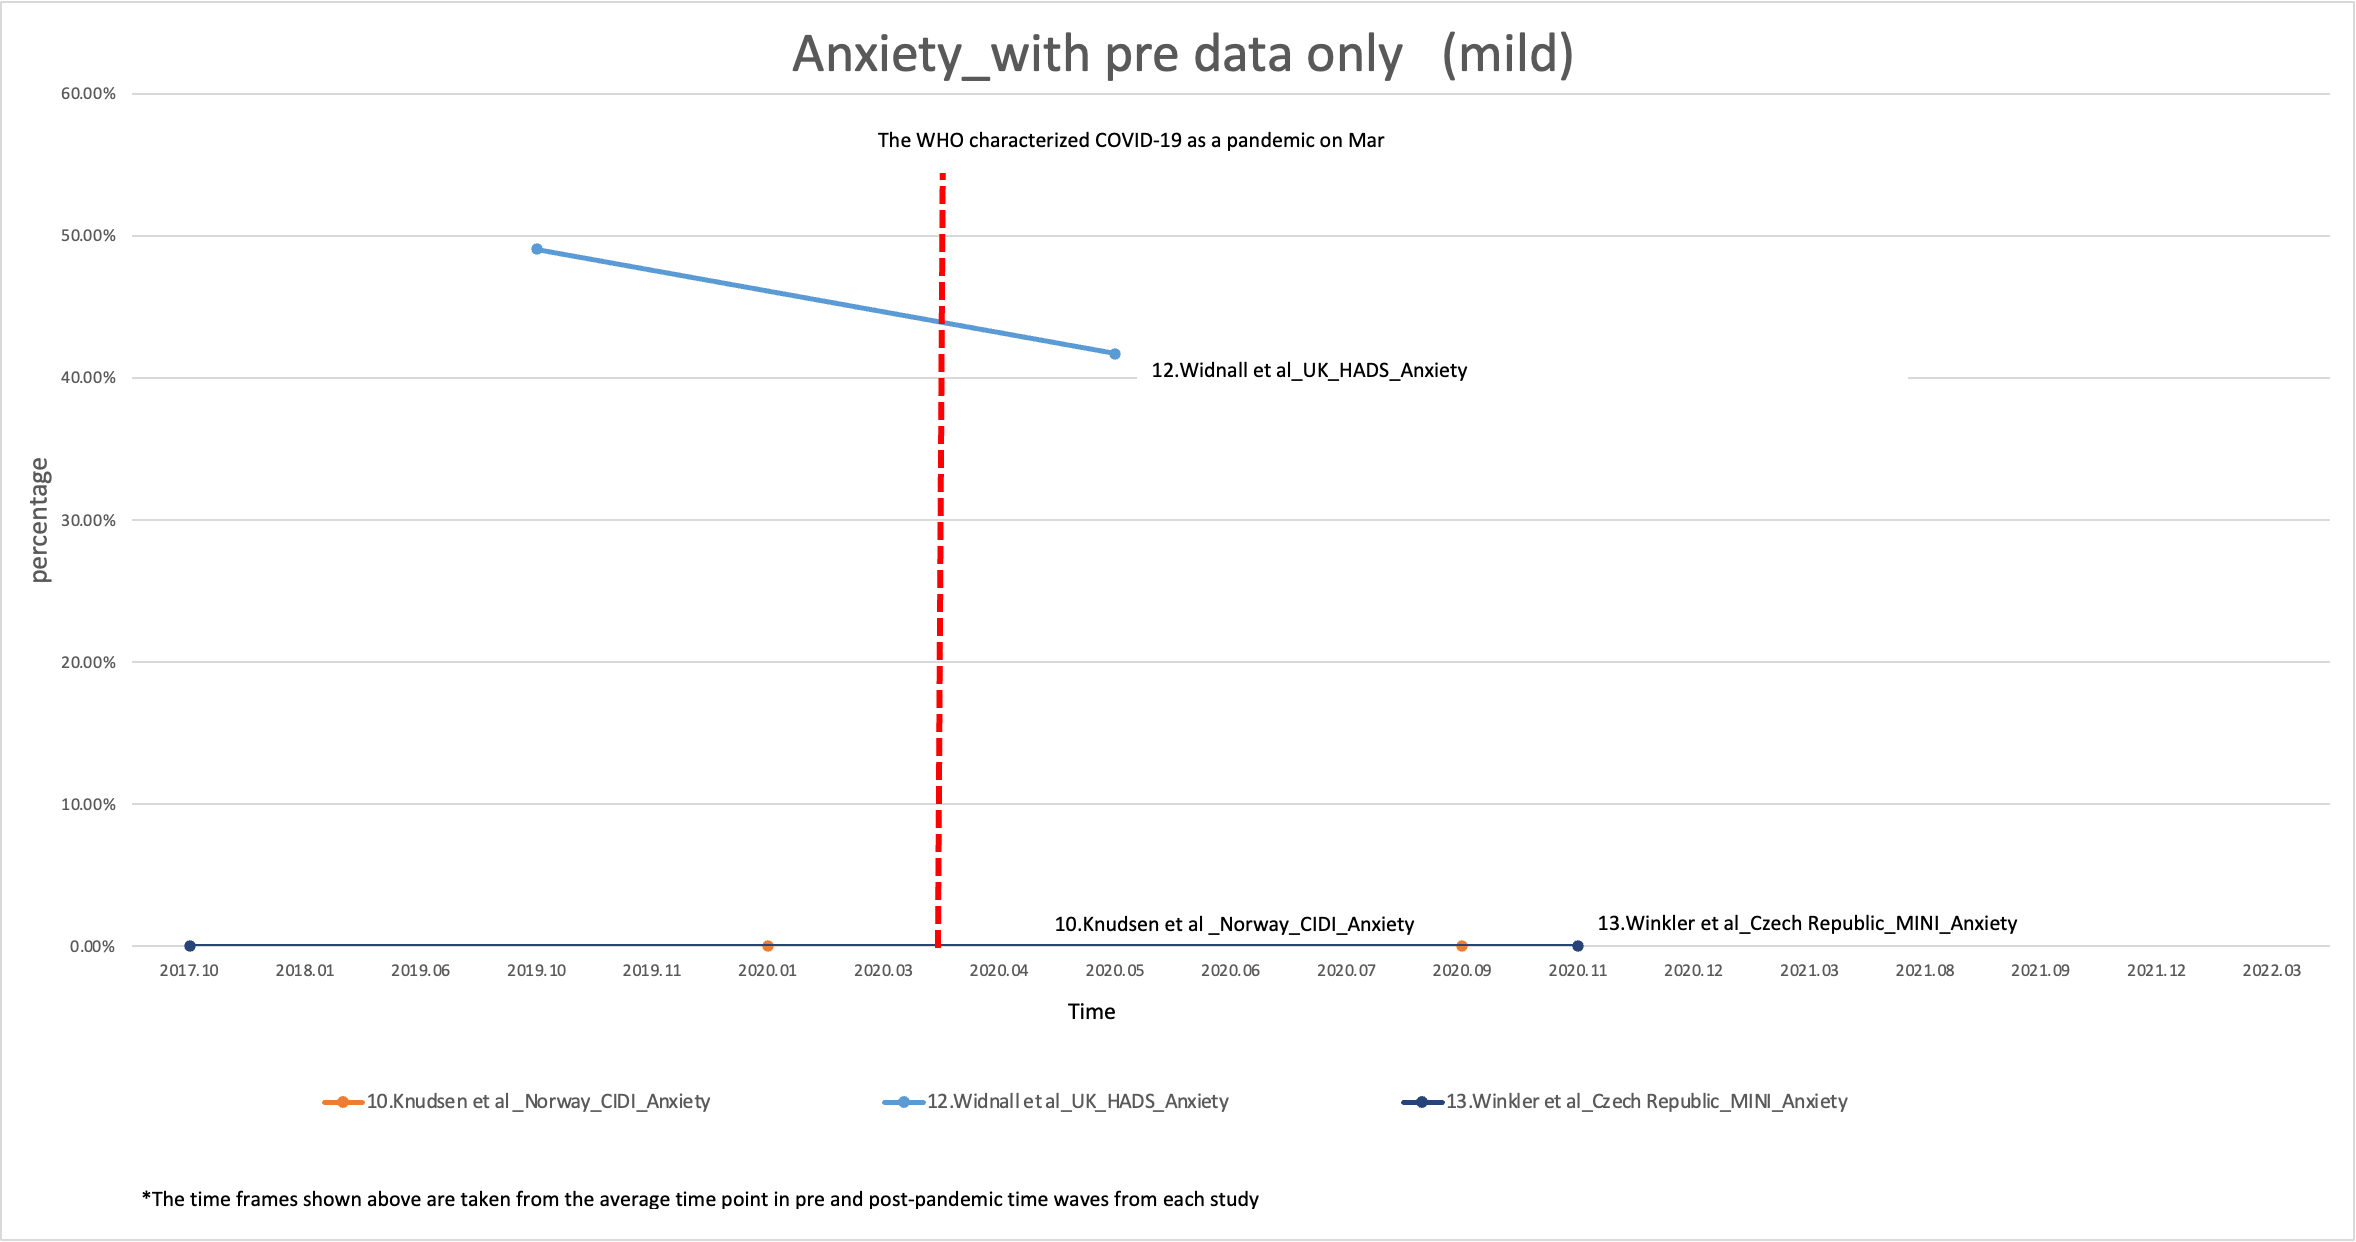 Anxiety_with pre data only (mild)
60.00%
The WHO characterized COVID-19 as a pandemic on Mar
50.00%
12.Widnall et al_UK_HADS_Anxiety
40.00%
percentage
30.00%
20.00%
10.00%
10.Knudsen et al _Norway_CIDI_Anxiety
13.Winkler et al_Czech Republic_MINI_Anxiety
0.00%
2017.10 2018.01 2019.06 2019.10 2019.11 2020.01 2020.03 2020.04 2020.05 2020.06 2020.07 2020.09 2020.11 2020.12 2021.03 2021.08 2021.09 2021.12 2022.03
Time
10.Knudsen et al _Norway_CIDI_Anxiety
12.Widnall et al_UK_HADS_Anxiety
13.Winkler et al_Czech Republic_MINI_Anxiety
*The time frames shown above are taken from the average time point in pre and post-pandemic time waves from each study